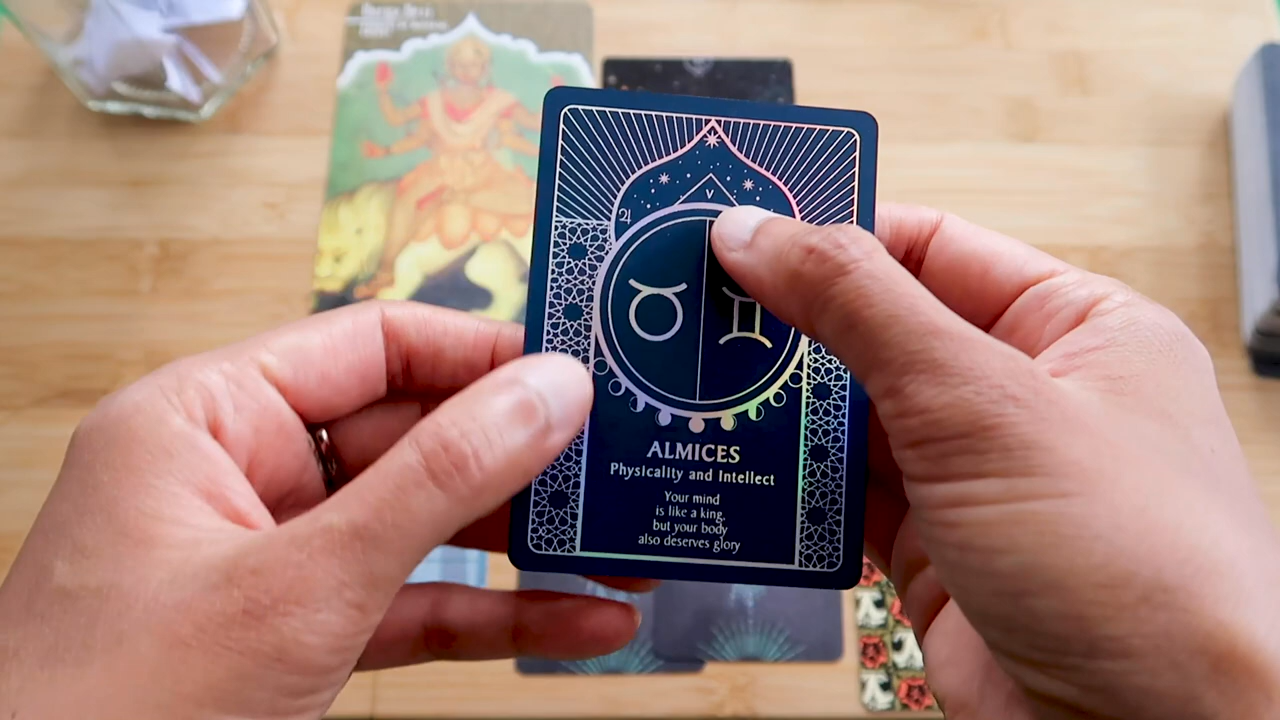 V
♃
♉ ♊
ALMICES
Physicality and Intellect
Your mind
is like a king,
but your body
also deserves glory